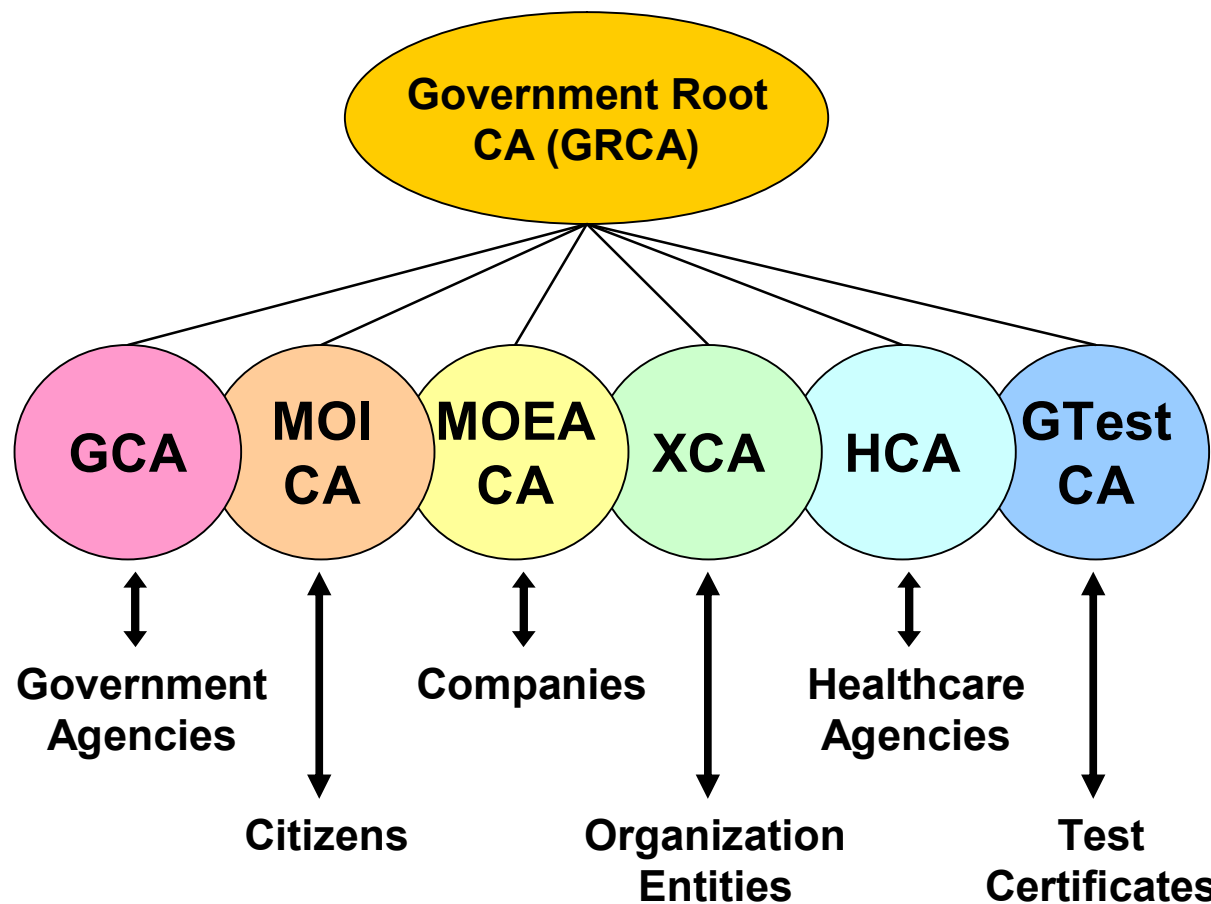 Government Root
CA (GRCA)
GCA
MOI
CA
MOEA
CA
XCA
HCA
GTest
CA
Government
Agencies
Companies
Healthcare
Agencies
Citizens
Organization
Entities
Test
Certificates